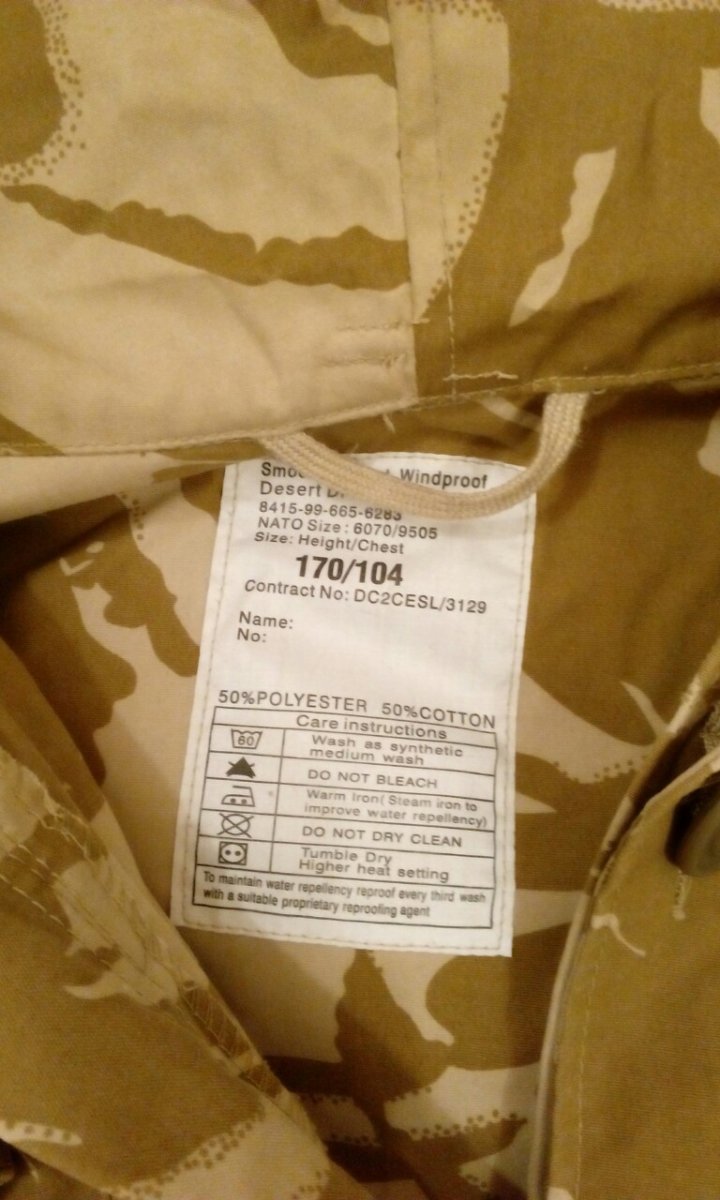 Windproof
Desert
8415-99-665-6283
NATO Size: 6070/9505
Size: Height/Chest
170/104
Contract No: DC2CESL/3129
Name:
No:
50%POLYESTER 50%COTTON
Care instructions
60
Wash as synthetic
medium wash
DO NOT BLEACH
Warm Iron(Steam iron to
improve water repellency)
DO NOT DRY CLEAN
Tumble Dry
Higher heat setting
To maintain water repellency reproof every third wash
with a suitable proprietary reproofing agent